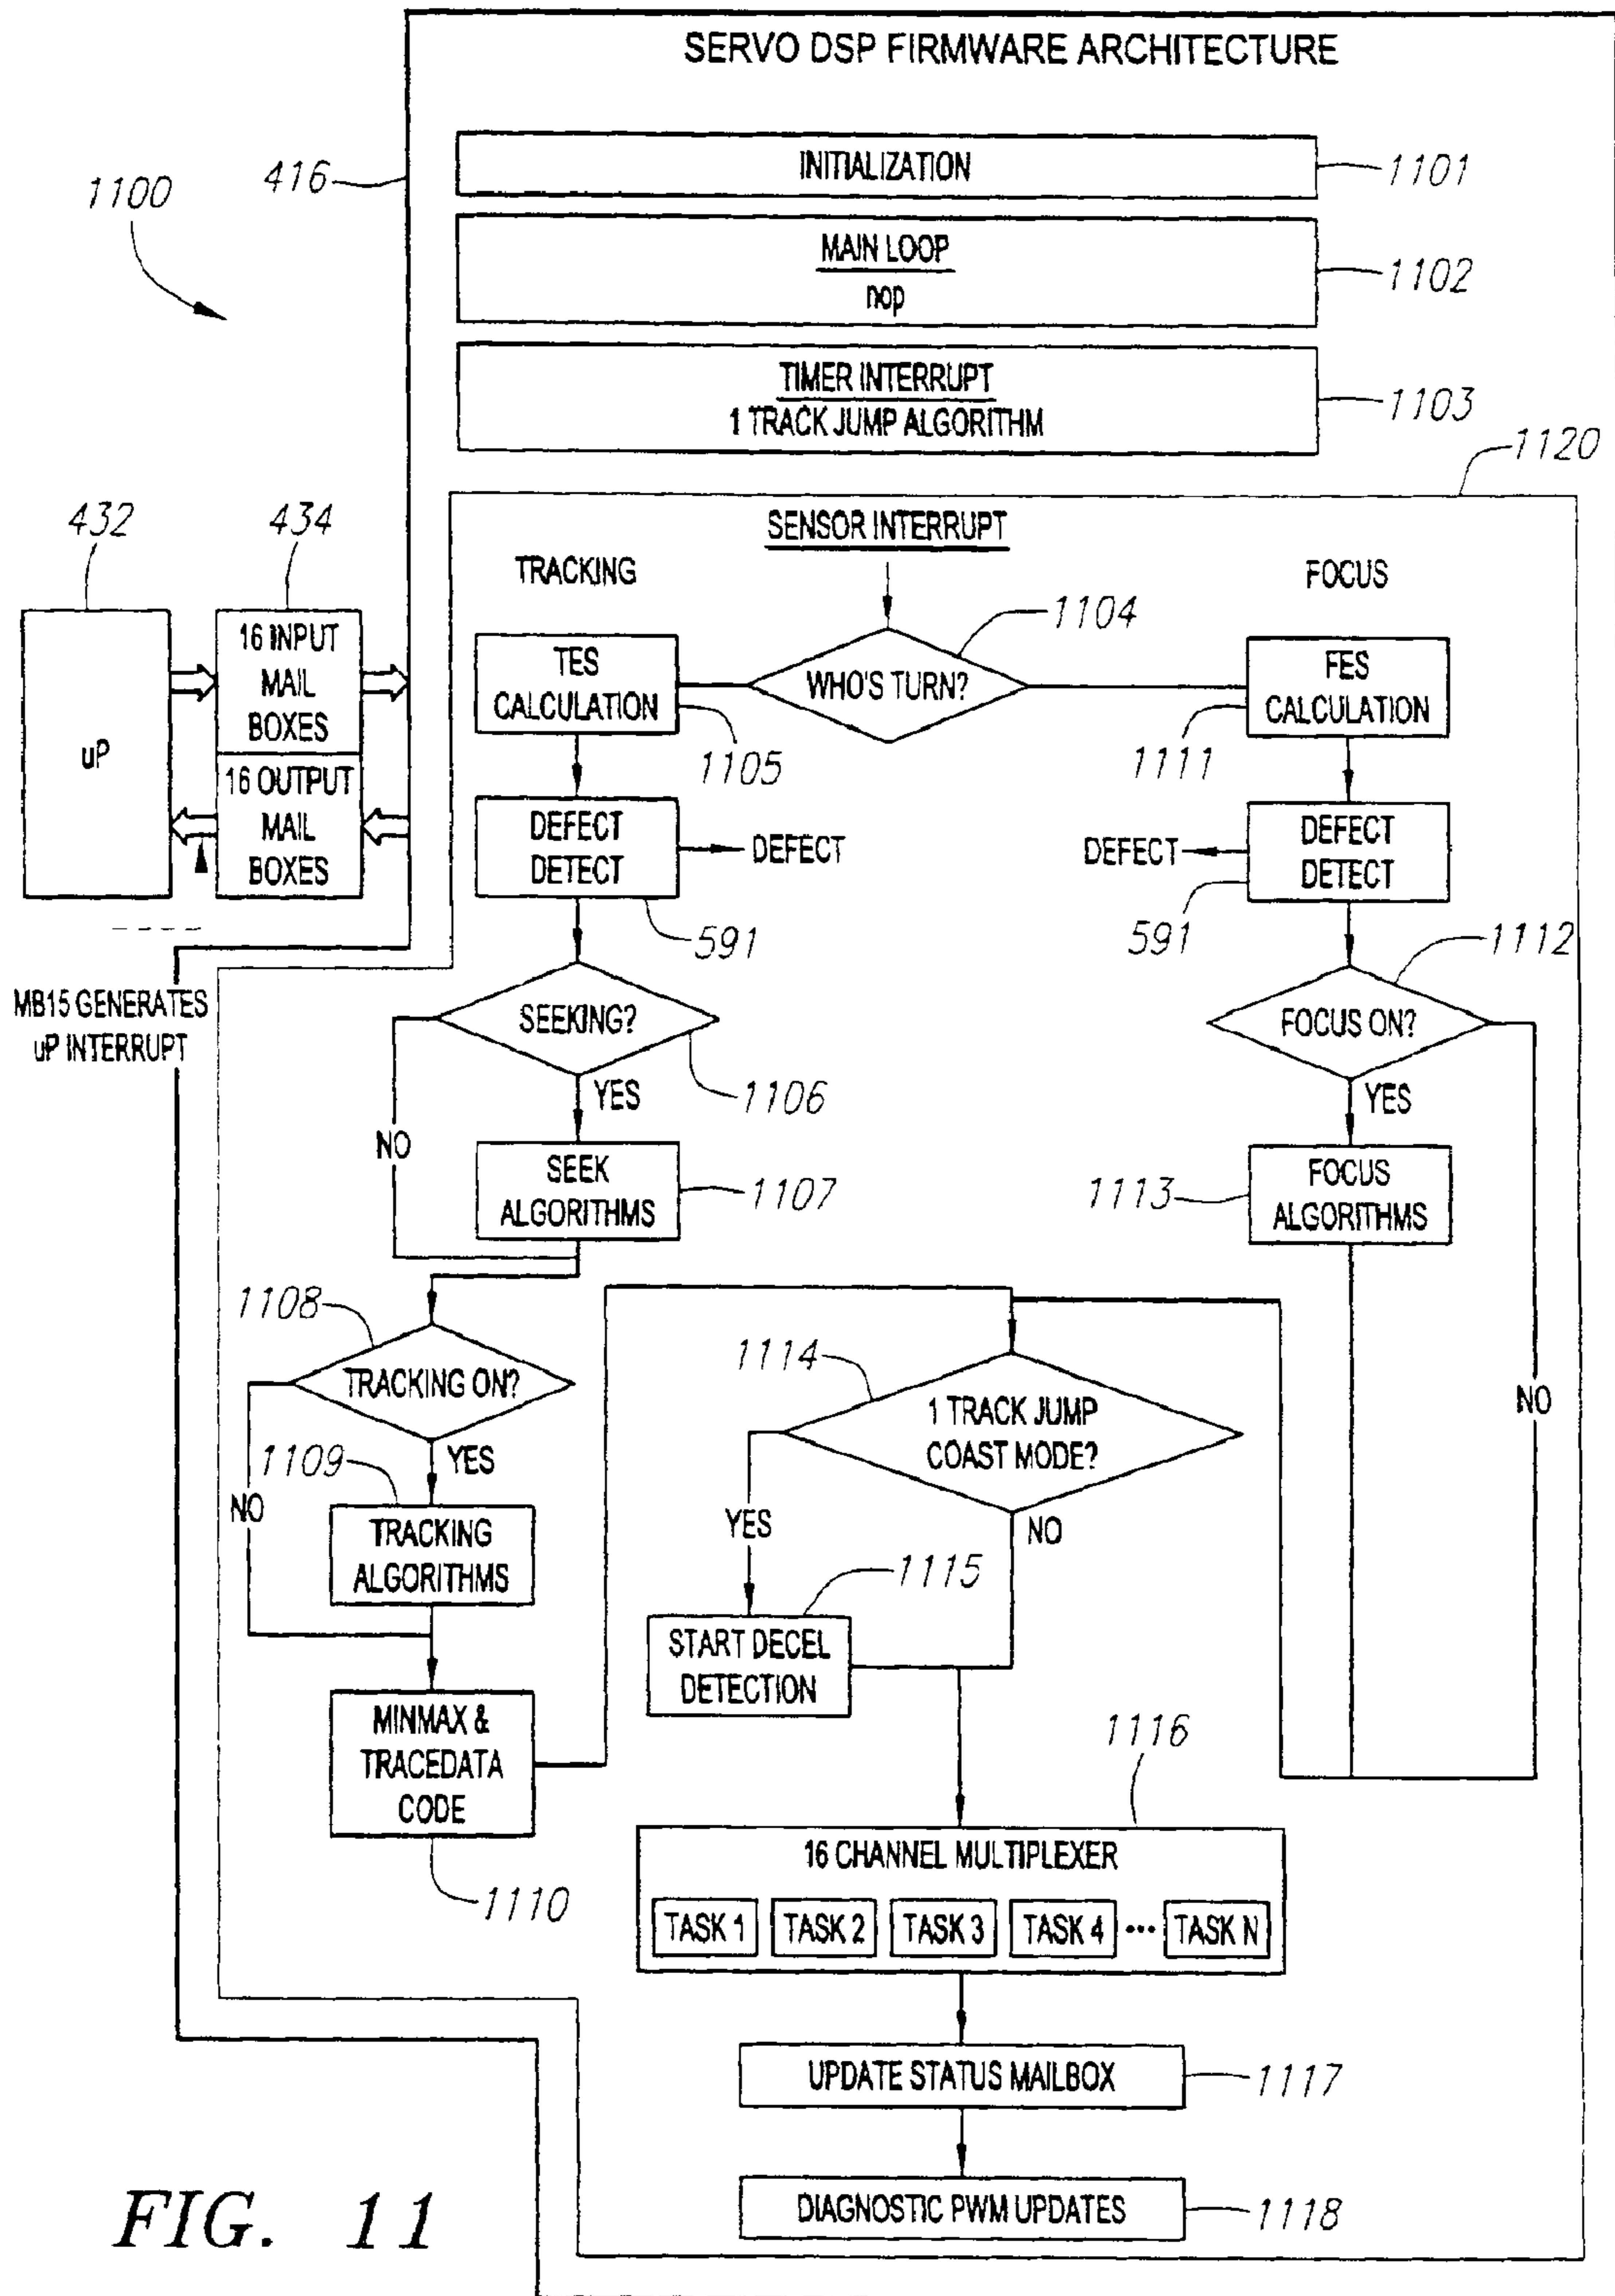 SERVO DSP FIRMWARE ARCHITECTURE
1100
416
INITIALIZATION
1101
MAIN LOOP
nop
1102
TIMER INTERRUPT
1 TRACK JUMP ALGORITHM
1103
1120
432
434
uP
16 INPUT
MAIL
BOXES
16 OUTPUT
MAIL
BOXES
MB15 GENERATES
uP INTERRUPT
SENSOR INTERRUPT
TRACKING
FOCUS
WHO'S TURN?
1104
TES
CALCULATION
1105
FES
CALCULATION
1111
DEFECT
DETECT
DEFECT
591
DEFECT
DEFECT
DETECT
591
SEEKING?
1106
YES
NO
SEEK
ALGORITHMS
1107
FOCUS ON?
1112
YES
NO
FOCUS
ALGORITHMS
1113
1108
TRACKING ON?
YES
NO
1109
TRACKING
ALGORITHMS
MINMAX &
TRACEDATA
CODE
1110
1114
1 TRACK JUMP
COAST MODE?
YES
NO
START DECEL
DETECTION
1115
1116
16 CHANNEL MULTIPLEXER
TASK 1 TASK 2 TASK 3 TASK 4 ••• TASK N
UPDATE STATUS MAILBOX
1117
DIAGNOSTIC PWM UPDATES
1118
FIG. 11